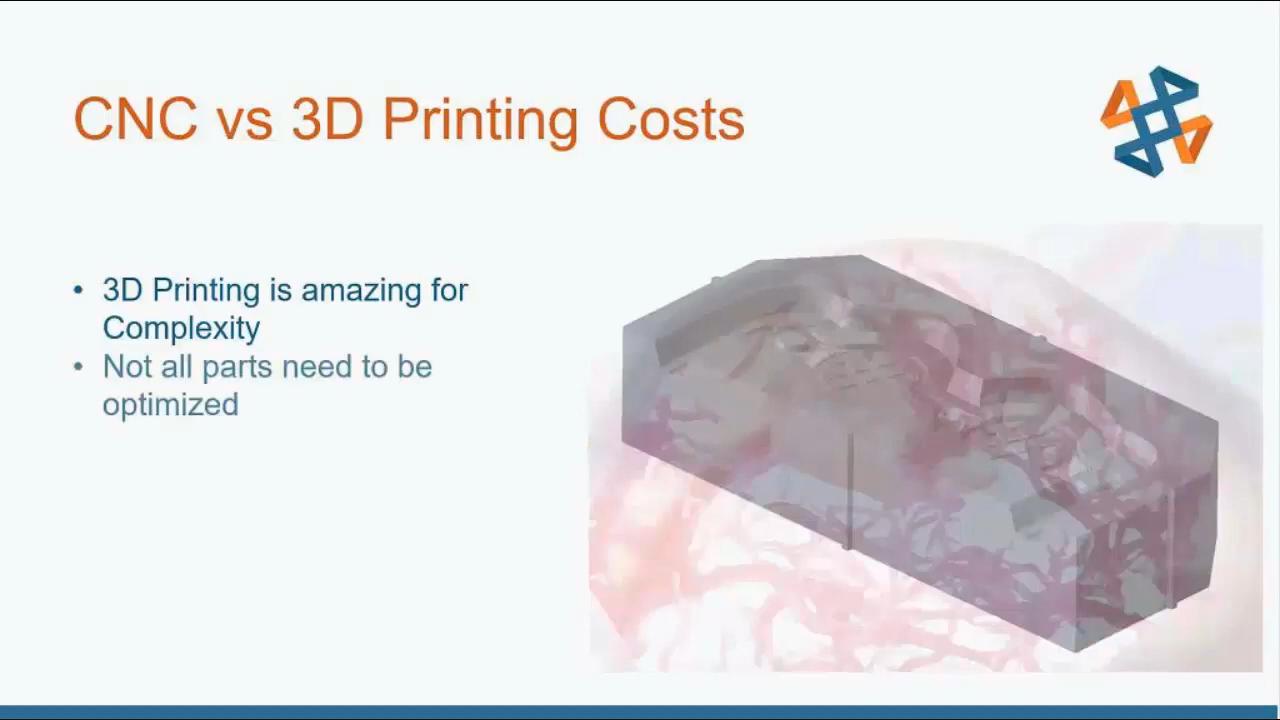 CNC vs 3D Printing Costs
• 3D Printing is amazing for
Complexity
• Not all parts need to be
optimized